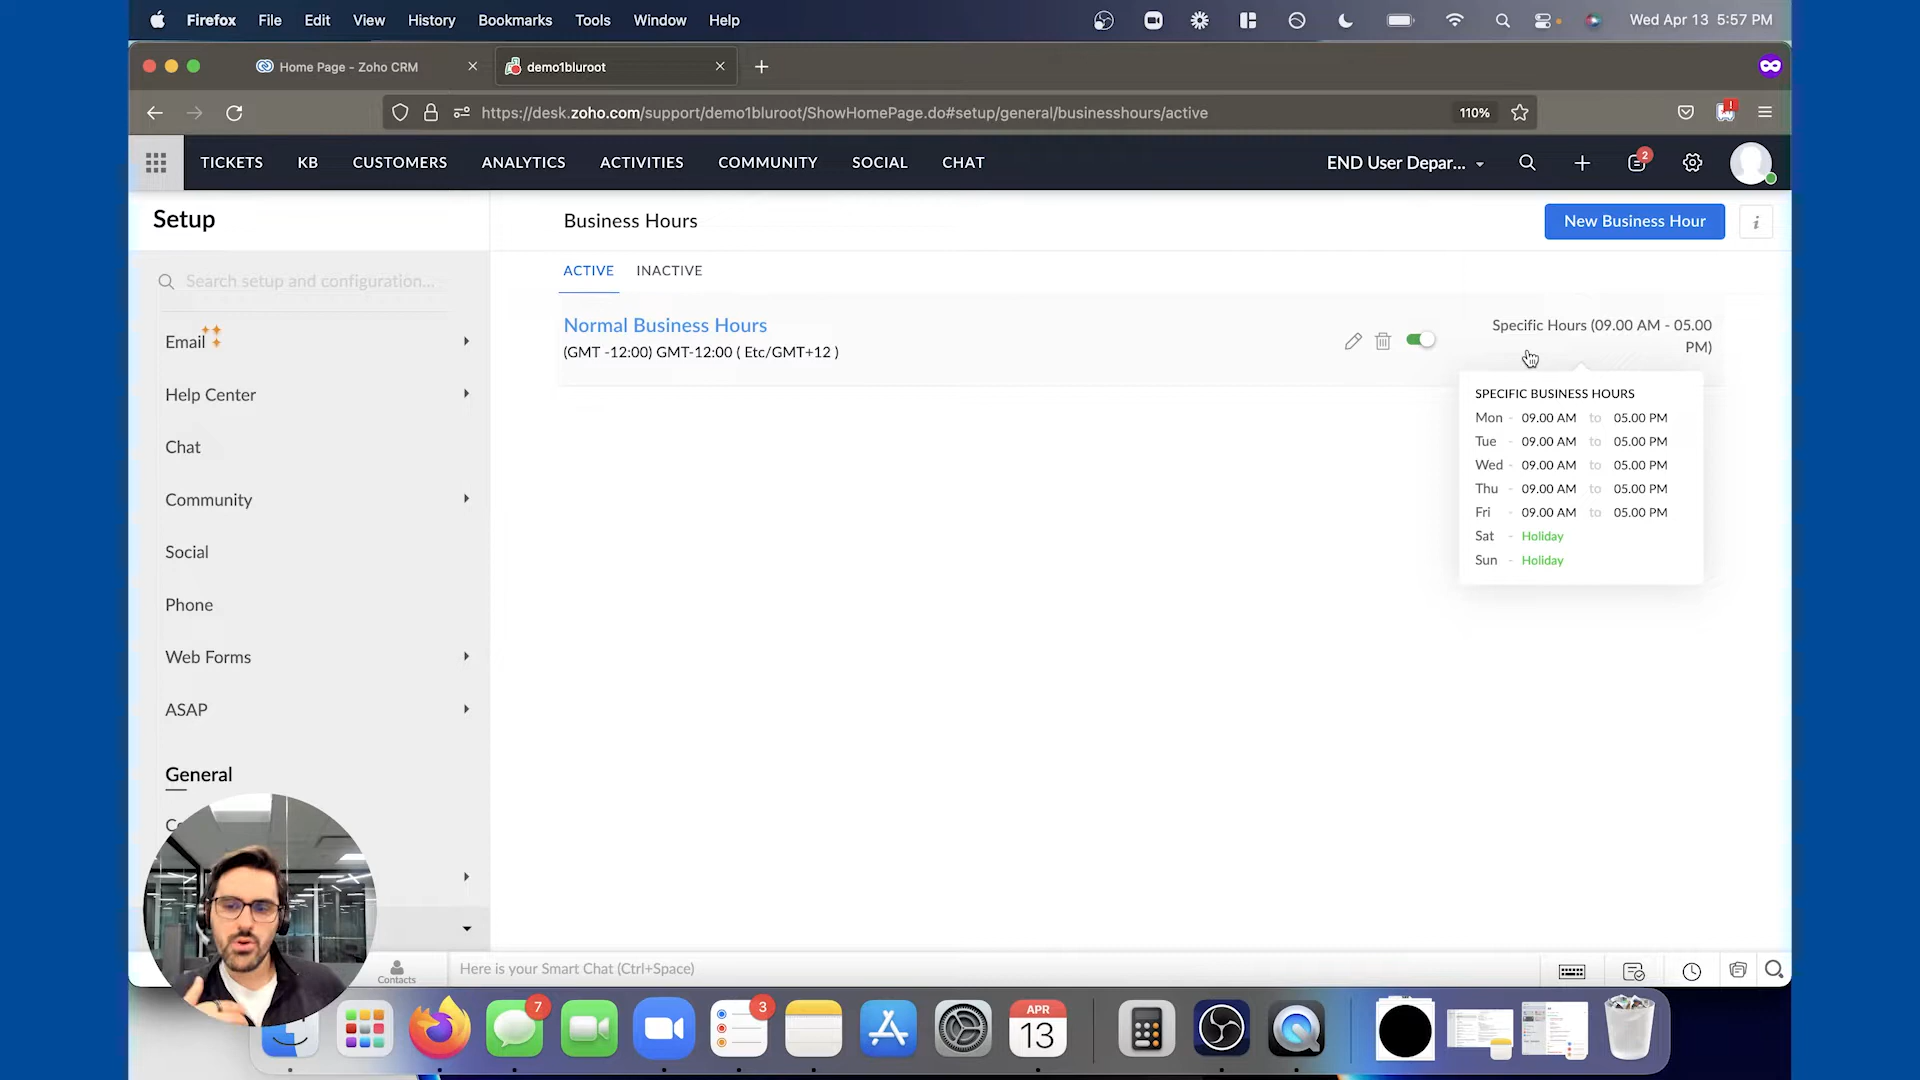 Firefox File Edit View History Bookmarks Tools Window Help Wed Apr 13 5:57 PM
Home Page - Zoho CRM demo1bluroot
https://desk.zoho.com/support/demo1bluroot/ShowHomePage.do#setup/general/businesshours/active 110%
TICKETS KB CUSTOMERS ANALYTICS ACTIVITIES COMMUNITY SOCIAL CHAT END User Depar... 2
Setup
Business Hours
New Business Hour
i
Search setup and configuration...
ACTIVE INACTIVE
Email
Help Center
Chat
Community
Social
Phone
Web Forms
ASAP
General
Normal Business Hours
(GMT -12:00) GMT-12:00 ( Etc/GMT+12 )
Specific Hours (09.00 AM - 05.00
PM)
SPECIFIC BUSINESS HOURS
Mon - 09.00 AM to 05.00 PM
Tue - 09.00 AM to 05.00 PM
Wed - 09.00 AM to 05.00 PM
Thu - 09.00 AM to 05.00 PM
Fri - 09.00 AM to 05.00 PM
Sat - Holiday
Sun - Holiday
Contacts
Here is your Smart Chat (Ctrl+Space)
7
3
APR
13